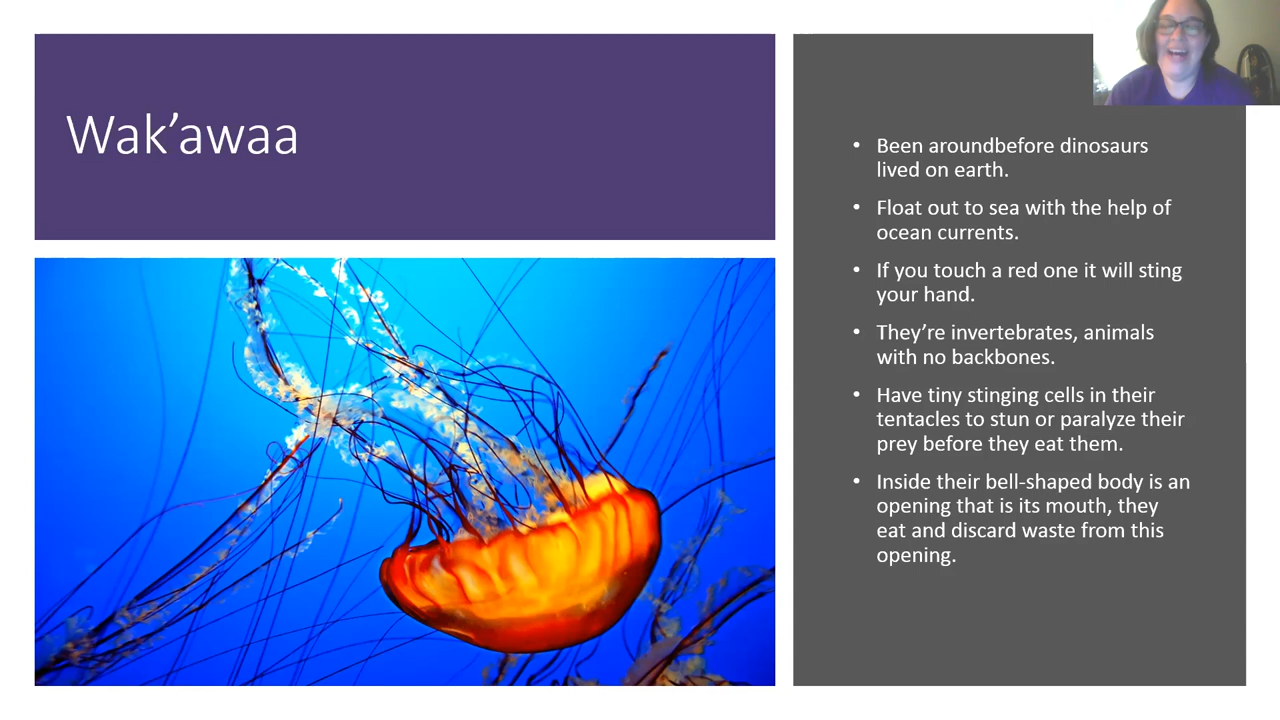 Wak’awaa
• Been aroundbefore dinosaurs
lived on earth.
• Float out to sea with the help of
ocean currents.
• If you touch a red one it will sting
your hand.
• They’re invertebrates, animals
with no backbones.
• Have tiny stinging cells in their
tentacles to stun or paralyze their
prey before they eat them.
• Inside their bell-shaped body is an
opening that is its mouth, they
eat and discard waste from this
opening.